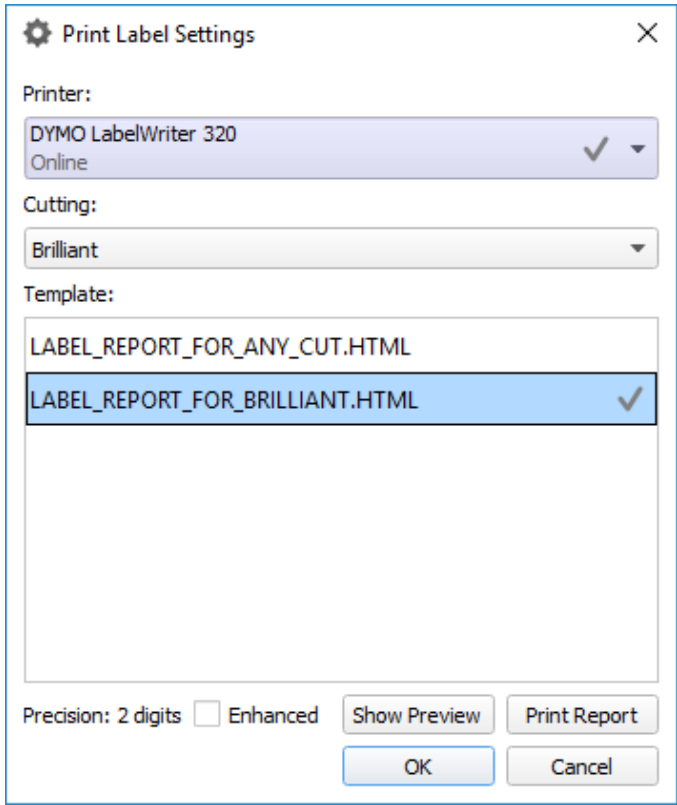 Print Label Settings
Printer:
DYMO LabelWriter 320
Online
Cutting:
Brilliant
Template:
LABEL_REPORT_FOR_ANY_CUT.HTML
LABEL_REPORT_FOR_BRILLIANT.HTML
Precision: 2 digits Enhanced Show Preview Print Report
OK Cancel